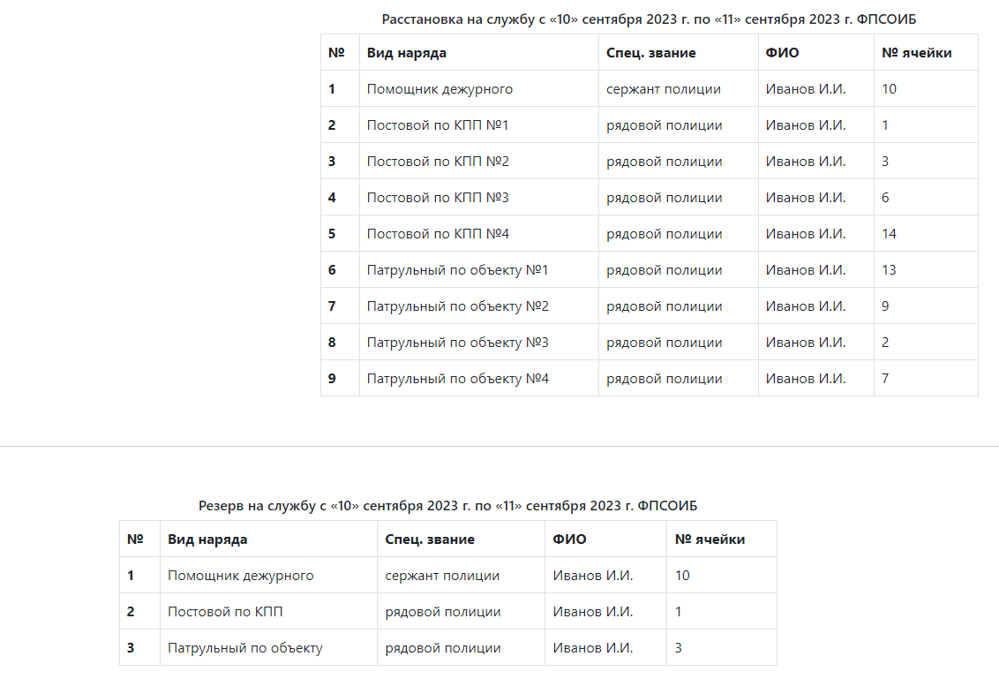 Расстановка на службу с «10» сентября 2023 г. по «11» сентября 2023 г. ФПСОИБ
№ Вид наряда Спец. звание ФИО № ячейки
1 Помощник дежурного сержант полиции Иванов И.И. 10
2 Постовой по КПП №1 рядовой полиции Иванов И.И. 1
3 Постовой по КПП №2 рядовой полиции Иванов И.И. 3
4 Постовой по КПП №3 рядовой полиции Иванов И.И. 6
5 Постовой по КПП №4 рядовой полиции Иванов И.И. 14
6 Патрульный по объекту №1 рядовой полиции Иванов И.И. 13
7 Патрульный по объекту №2 рядовой полиции Иванов И.И. 9
8 Патрульный по объекту №3 рядовой полиции Иванов И.И. 2
9 Патрульный по объекту №4 рядовой полиции Иванов И.И. 7
Резерв на службу с «10» сентября 2023 г. по «11» сентября 2023 г. ФПСОИБ
№ Вид наряда Спец. звание ФИО № ячейки
1 Помощник дежурного сержант полиции Иванов И.И. 10
2 Постовой по КПП рядовой полиции Иванов И.И. 1
3 Патрульный по объекту рядовой полиции Иванов И.И. 3